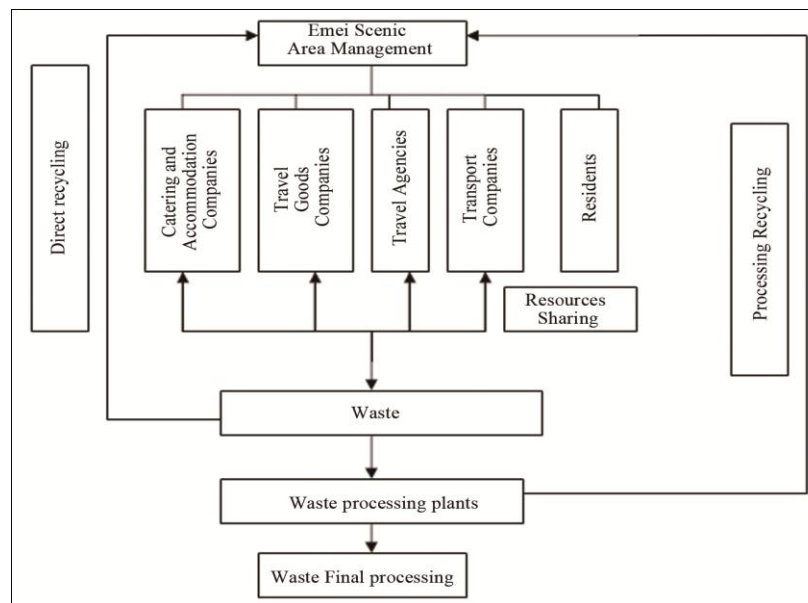 Emei Scenic
Area Management
Direct recycling
Catering and
Accommodation
Companies
Travel
Goods
Companies
Travel Agencies
Transport
Companies
Residents
Processing Recycling
Resources
Sharing
Waste
Waste processing plants
Waste Final processing